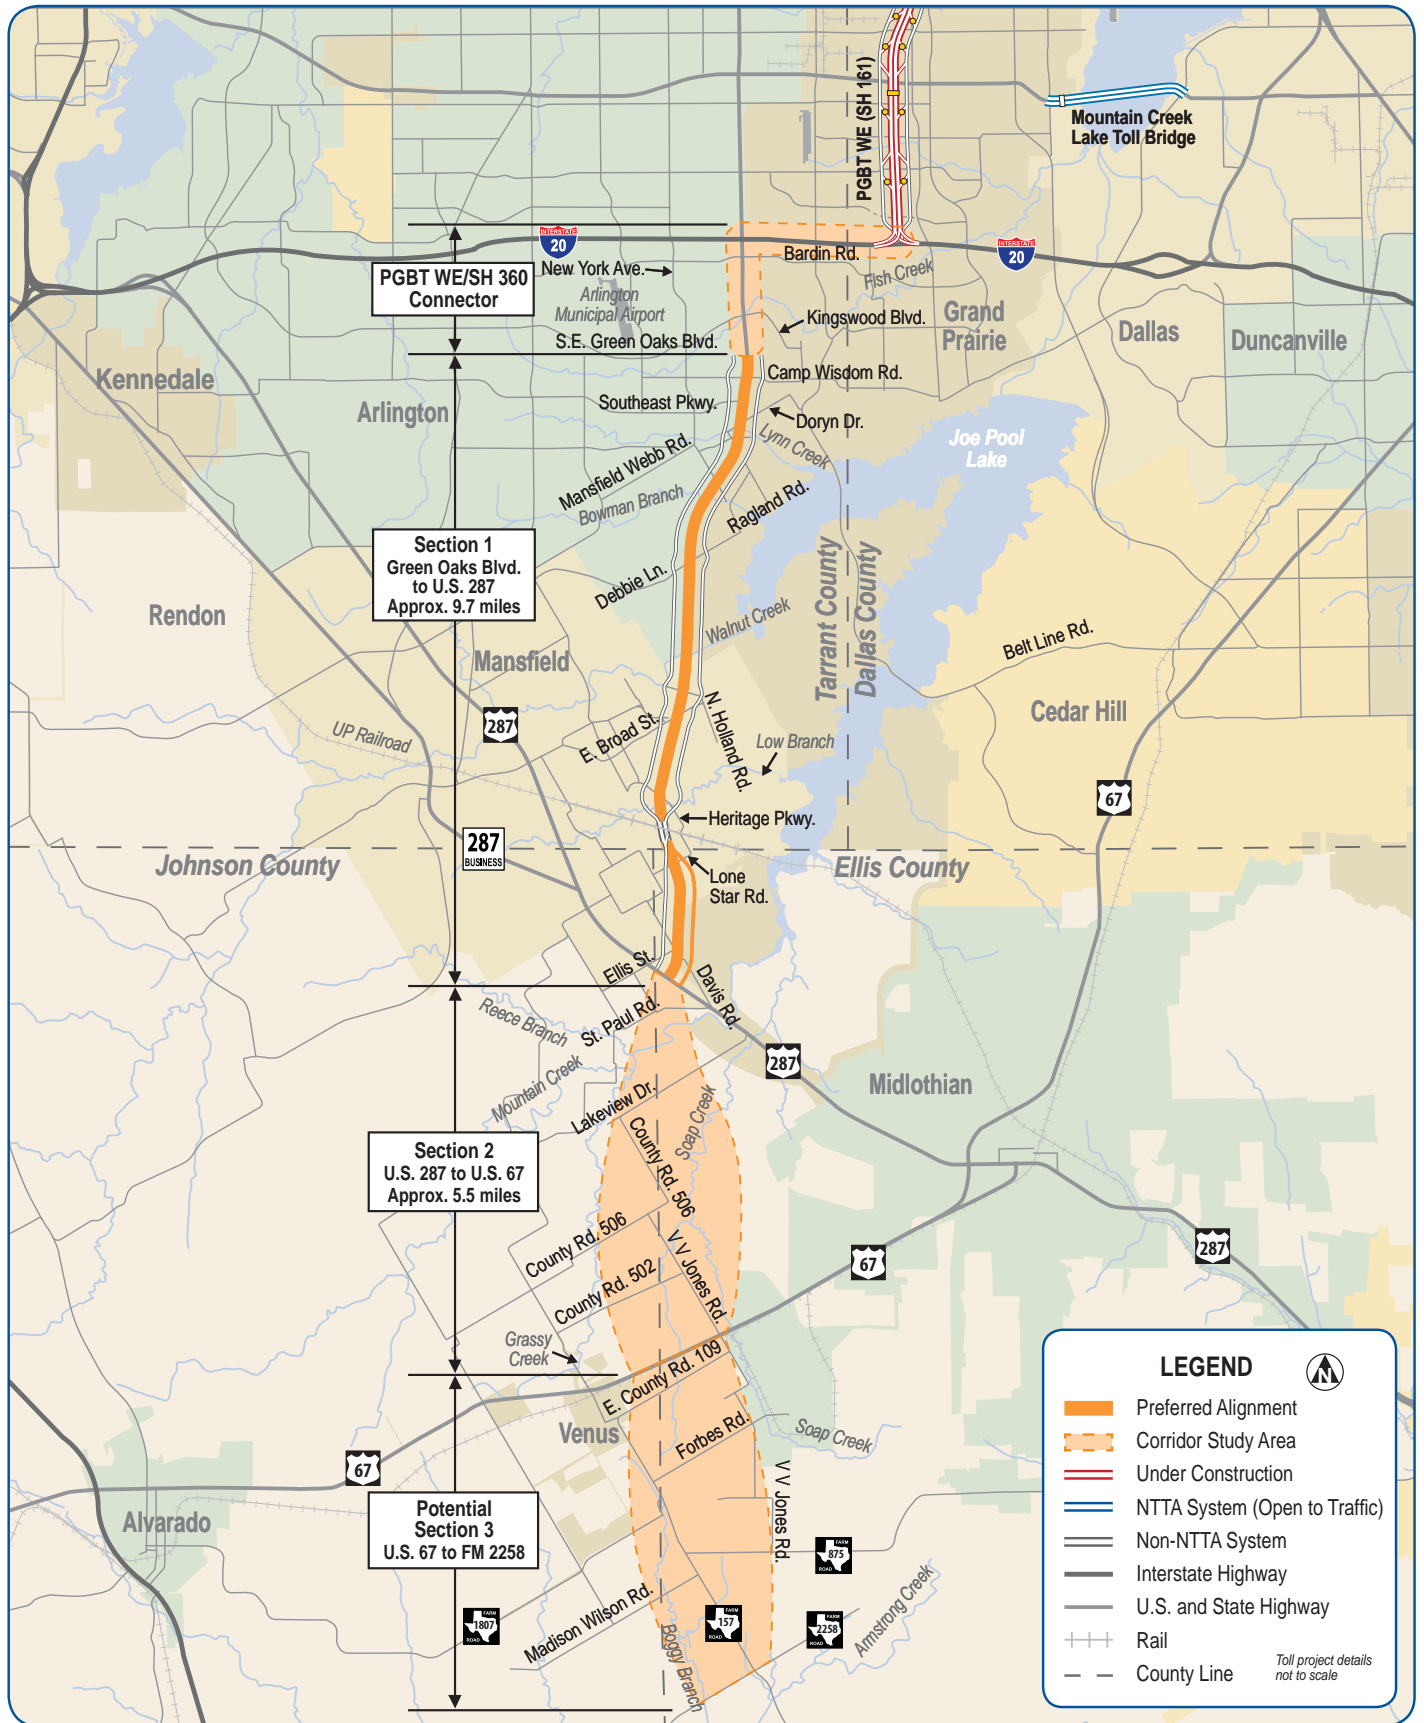 PGBT WE (SH 161)
Mountain Creek
Lake Toll Bridge
INTERSTATE
20
INTERSTATE
20
Bardin Rd.
PGBT WE/SH 360
Connector
New York Ave.
Arlington
Municipal Airport
Fish Creek
Kingswood Blvd.
Grand
Prairie
Dallas
Duncanville
S.E. Green Oaks Blvd.
Kennedale
Arlington
Camp Wisdom Rd.
Southeast Pkwy.
Doryn Dr.
Lynn Creek
Joe Pool
Lake
Mansfield Webb Rd.
Bowman Branch
Ragland Rd.
Section 1
Green Oaks Blvd.
to U.S. 287
Approx. 9.7 miles
Debbie Ln.
Tarrant County
Dallas County
Rendon
Walnut Creek
Belt Line Rd.
Mansfield
Cedar Hill
287
UP Railroad
E. Broad St.
N. Holland Rd.
Low Branch
67
Heritage Pkwy.
287
BUSINESS
Johnson County
Ellis County
Lone
Star Rd.
Ellis St.
Davis Rd.
Reece Branch
St. Paul Rd.
287
Midlothian
Mountain Creek
Lakeview Dr.
Soap Creek
County Rd. 506
Section 2
U.S. 287 to U.S. 67
Approx. 5.5 miles
County Rd. 506
V V Jones Rd.
County Rd. 502
67
287
Grassy
Creek
E. County Rd. 109
Venus
Forbes Rd.
Soap Creek
67
V V Jones Rd.
Alvarado
Potential
Section 3
U.S. 67 to FM 2258
FARM
875
ROAD
Madison Wilson Rd.
FARM
1807
ROAD
Boggy Branch
FARM
157
ROAD
FARM
2258
ROAD
Armstrong Creek
LEGEND
N
Preferred Alignment
Corridor Study Area
Under Construction
NTTA System (Open to Traffic)
Non-NTTA System
Interstate Highway
U.S. and State Highway
Rail
County Line
Toll project details
not to scale